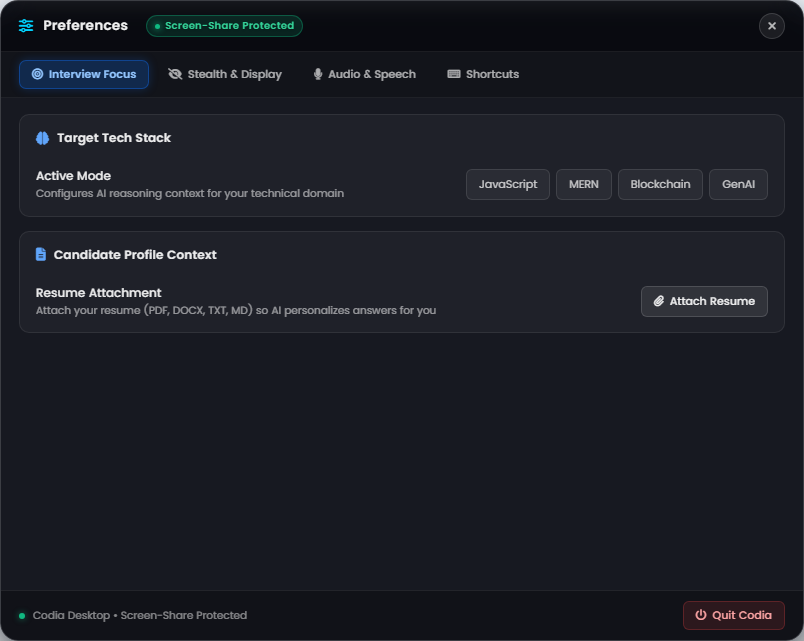 Preferences
Screen-Share Protected
Interview Focus
Stealth & Display
Audio & Speech
Shortcuts
Target Tech Stack
Active Mode
Configures AI reasoning context for your technical domain
JavaScript
MERN
Blockchain
GenAI
Candidate Profile Context
Resume Attachment
Attach your resume (PDF, DOCX, TXT, MD) so AI personalizes answers for you
Attach Resume
Codia Desktop • Screen-Share Protected
Quit Codia